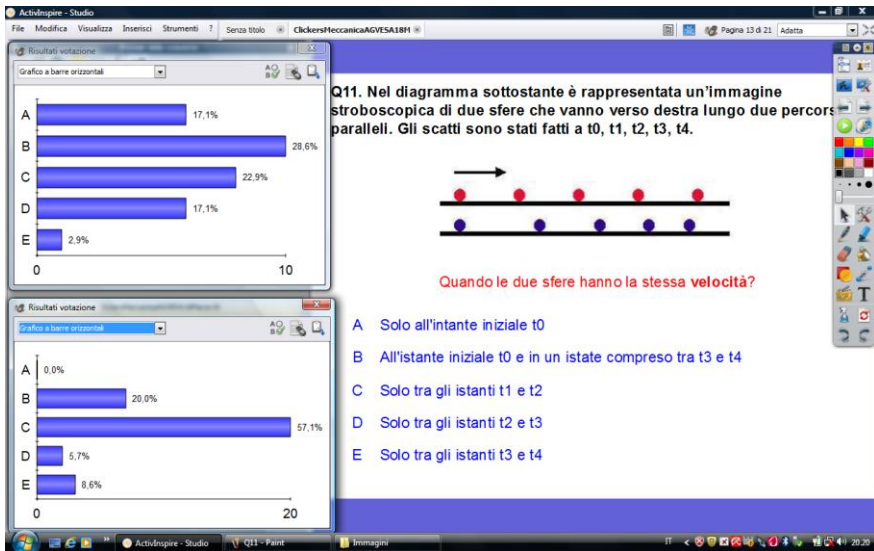 ActivInspire - Studio
File Modifica Visualizza Inserisci Strumenti ? Senza titolo ClickersMeccanicaAGVESA18M Pagina 13 di 21 Adatta
Risultati votazione
Grafico a barre orizzontali
A 17,1%
B 28,6%
C 22,9%
D 17,1%
E 2,9%
0 10
Q11. Nel diagramma sottostante è rappresentata un'immagine
stroboscopica di due sfere che vanno verso destra lungo due percors
paralleli. Gli scatti sono stati fatti a t0, t1, t2, t3, t4.
Quando le due sfere hanno la stessa velocità?
Risultati votazione
Grafico a barre orizzontali
A 0,0%
B 20,0%
C 57,1%
D 5,7%
E 8,6%
0 20
A Solo all'intante iniziale t0
B All'istante iniziale t0 e in un istate compreso tra t3 e t4
C Solo tra gli istanti t1 e t2
D Solo tra gli istanti t2 e t3
E Solo tra gli istanti t3 e t4
ActivInspire - Studio Q11 - Paint Immagini IT 20.20